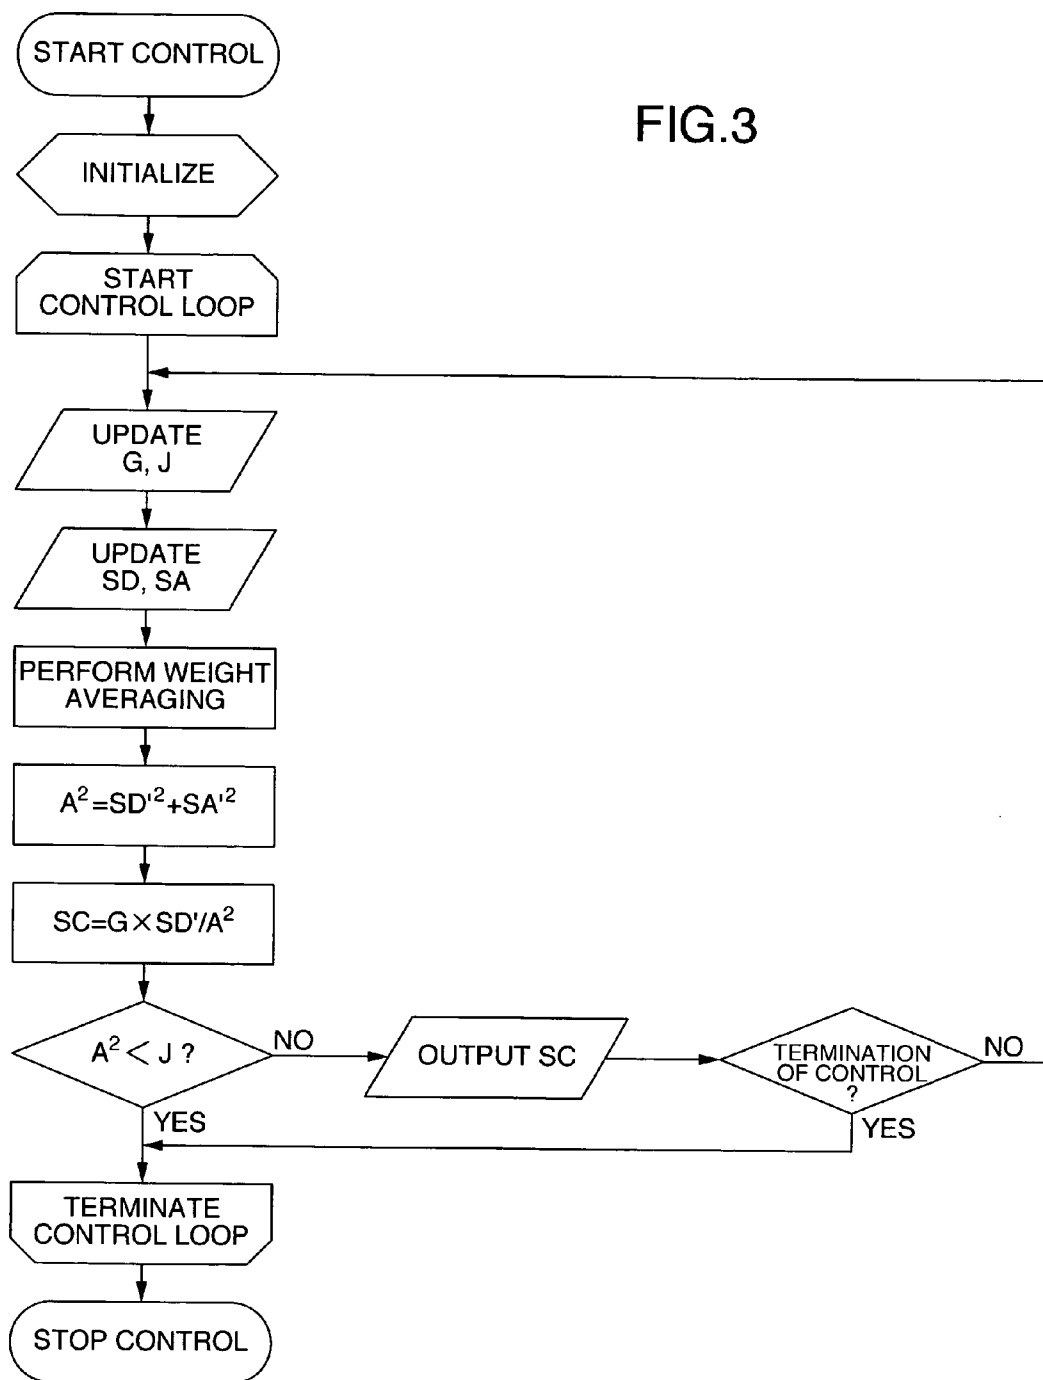 START CONTROL
FIG.3
INITIALIZE
START
CONTROL LOOP
UPDATE
G, J
UPDATE
SD, SA
PERFORM WEIGHT
AVERAGING
A²=SD'²+SA'²
SC=G×SD'/A²
A² < J ?
NO
OUTPUT SC
TERMINATION
OF CONTROL
?
NO
YES
YES
TERMINATE
CONTROL LOOP
STOP CONTROL